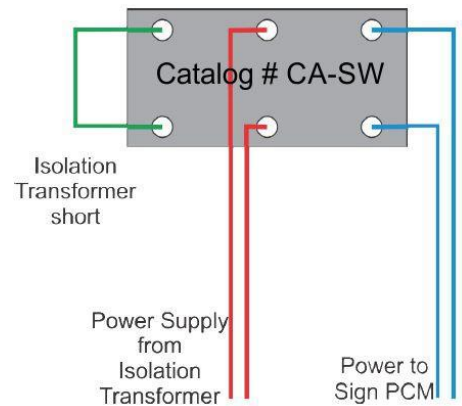 Catalog # CA-SW
Isolation
Transformer
short
Power Supply
from
Isolation
Transformer
Power to
Sign PCM